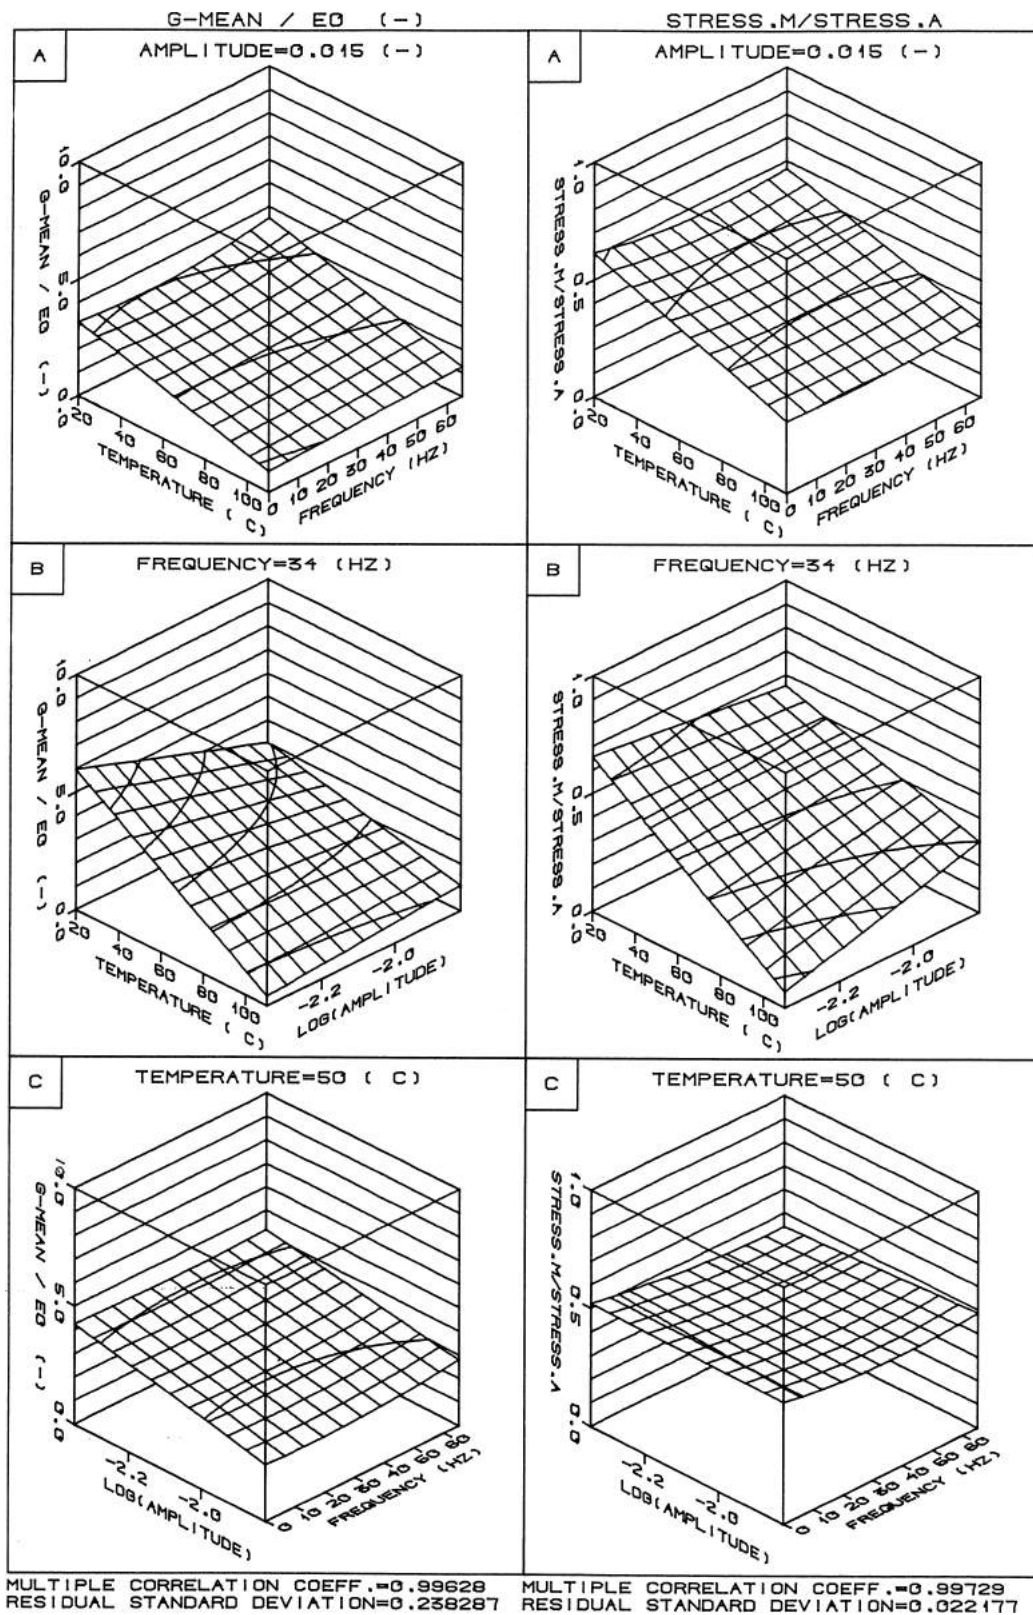 G-MEAN / E0 (-)
STRESS.M/STRESS.A
A
AMPLITUDE=0.015 (-)
10.0
5.0
0.0
G-MEAN / E0 (-)
20 40 60 80 100
TEMPERATURE ( C)
0 10 20 30 40 50 60
FREQUENCY (HZ)
A
AMPLITUDE=0.015 (-)
1.0
0.5
0.0
STRESS.M/STRESS.A
20 40 60 80 100
TEMPERATURE ( C)
0 10 20 30 40 50 60
FREQUENCY (HZ)
B
FREQUENCY=34 (HZ)
10.0
5.0
0.0
G-MEAN / E0 (-)
20 40 60 80 100
TEMPERATURE ( C)
-2.2 -2.0
LOG(AMPLITUDE)
B
FREQUENCY=34 (HZ)
1.0
0.5
0.0
STRESS.M/STRESS.A
20 40 60 80 100
TEMPERATURE ( C)
-2.2 -2.0
LOG(AMPLITUDE)
C
TEMPERATURE=50 ( C)
10.0
5.0
0.0
G-MEAN / E0 (-)
-2.2 -2.0
LOG(AMPLITUDE)
0 10 20 30 40 50 60
FREQUENCY (HZ)
C
TEMPERATURE=50 ( C)
1.0
0.5
0.0
STRESS.M/STRESS.A
-2.2 -2.0
LOG(AMPLITUDE)
0 10 20 30 40 50 60
FREQUENCY (HZ)
MULTIPLE CORRELATION COEFF.=0.99628
RESIDUAL STANDARD DEVIATION=0.238287
MULTIPLE CORRELATION COEFF.=0.99729
RESIDUAL STANDARD DEVIATION=0.022177